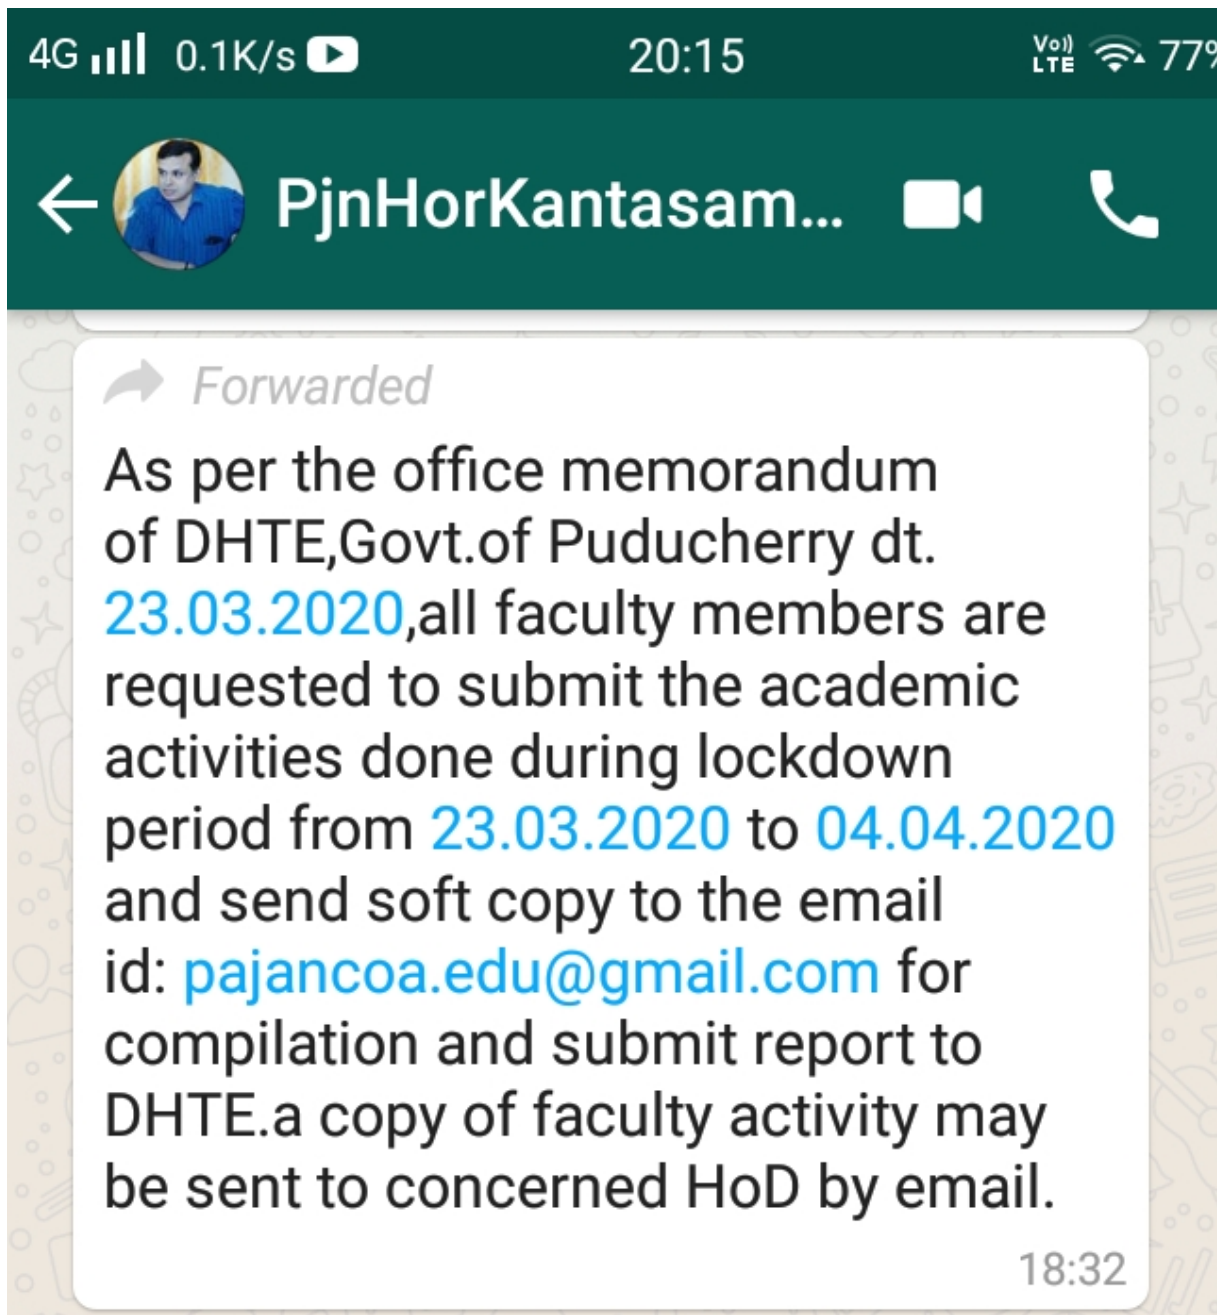 4G 0.1K/s 20:15 Vo)) LTE 77%
PjnHorKantasam...
Forwarded
As per the office memorandum
of DHTE,Govt.of Puducherry dt.
23.03.2020,all faculty members are
requested to submit the academic
activities done during lockdown
period from 23.03.2020 to 04.04.2020
and send soft copy to the email
id: pajancoa.edu@gmail.com for
compilation and submit report to
DHTE.a copy of faculty activity may
be sent to concerned HoD by email.
18:32